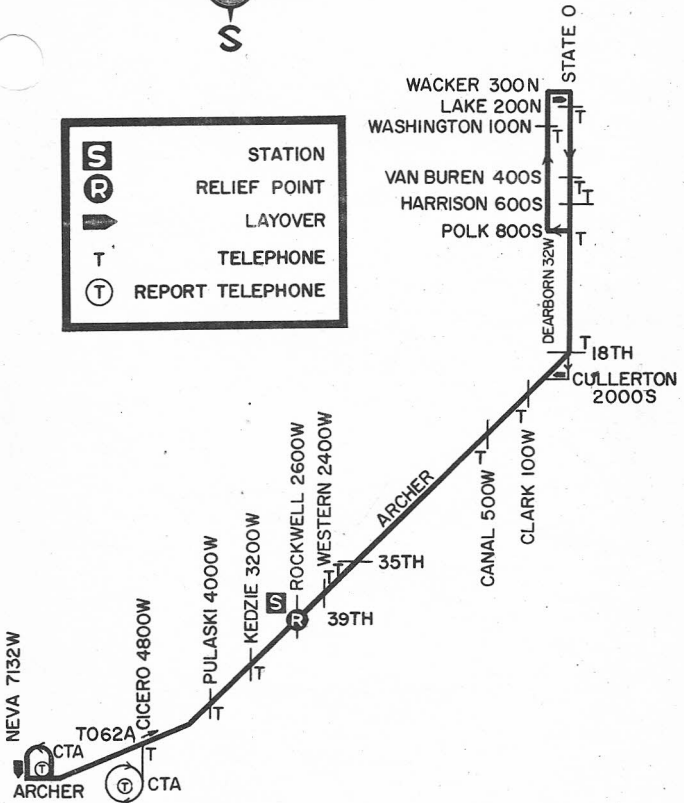 S
STATE 0
WACKER 300N
LAKE 200N
T
WASHINGTON 100N
T
VAN BUREN 400S
T
T
HARRISON 600S
POLK 800S
T
DEARBORN 32W
T
18TH
CULLERTON
2000S
S STATION
R RELIEF POINT
LAYOVER
T TELEPHONE
T REPORT TELEPHONE
CLARK 100W
T
CANAL 500W
T
ARCHER
35TH
T
T
WESTERN 2400W
ROCKWELL 2600W
S
R
39TH
KEDZIE 3200W
T
PULASKI 4000W
T
CICERO 4800W
T
TO62A
NEVA 7132W
CTA
T
ARCHER
T
CTA